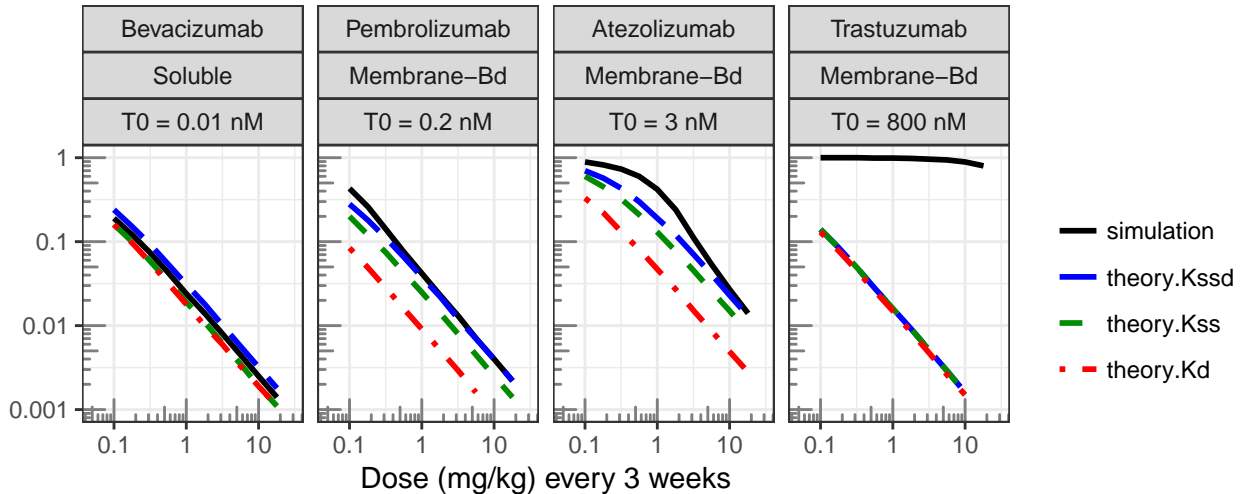 Bevacizumab Pembrolizumab Atezolizumab Trastuzumab
Soluble Membrane−Bd Membrane−Bd Membrane−Bd
T0 = 0.01 nM T0 = 0.2 nM T0 = 3 nM T0 = 800 nM
1
0.1
0.01
0.001
0.1 1 10 0.1 1 10 0.1 1 10 0.1 1 10
Dose (mg/kg) every 3 weeks
simulation
theory.Kssd
theory.Kss
theory.Kd